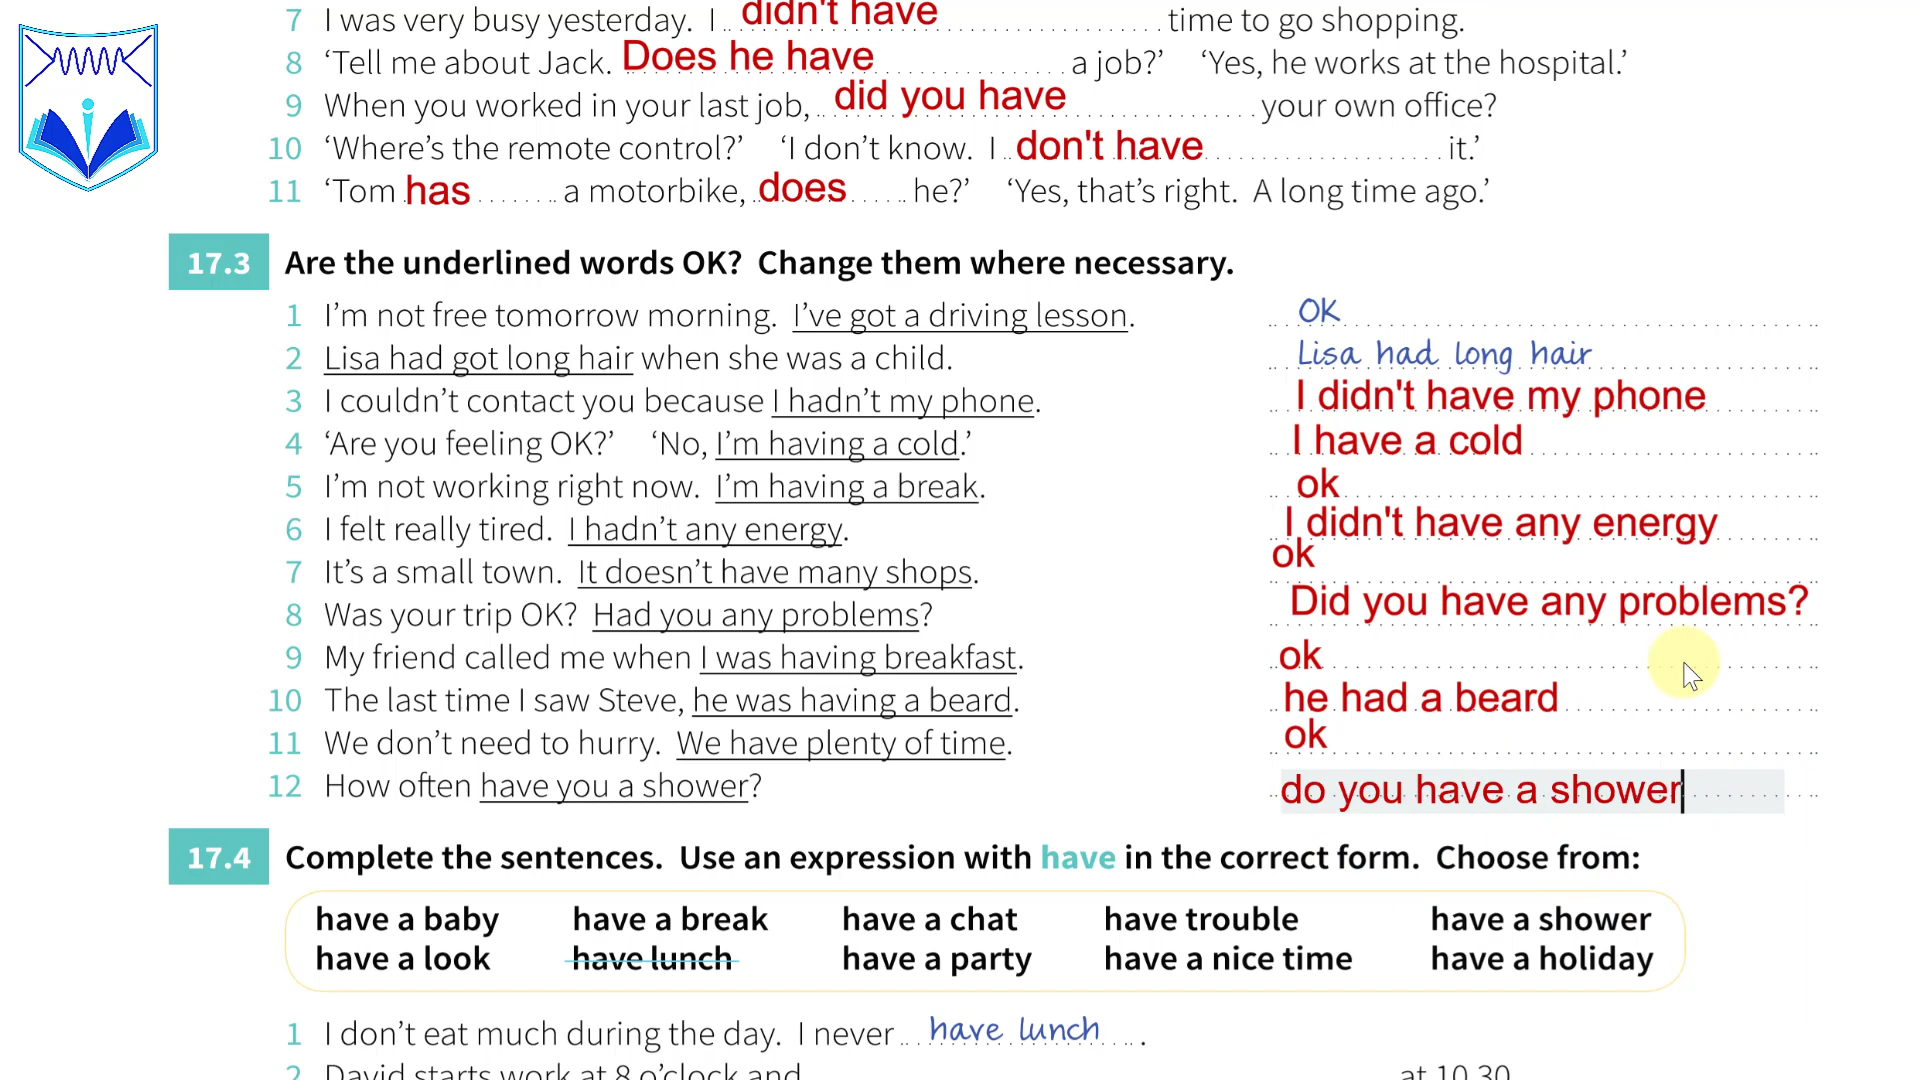 7 I was very busy yesterday. I didn't have time to go shopping.
8 ‘Tell me about Jack. Does he have a job?’ ‘Yes, he works at the hospital.’
9 When you worked in your last job, did you have your own office?
10 ‘Where’s the remote control?’ ‘I don’t know. I don't have it.’
11 ‘Tom has a motorbike, does he?’ ‘Yes, that’s right. A long time ago.’
17.3 Are the underlined words OK? Change them where necessary.
1 I’m not free tomorrow morning. I’ve got a driving lesson. OK
2 Lisa had got long hair when she was a child. Lisa had long hair
3 I couldn’t contact you because I hadn’t my phone. I didn't have my phone
4 ‘Are you feeling OK?’ ‘No, I’m having a cold.’ I have a cold
5 I’m not working right now. I’m having a break. ok
6 I felt really tired. I hadn’t any energy. I didn't have any energy
7 It’s a small town. It doesn’t have many shops. ok
8 Was your trip OK? Had you any problems? Did you have any problems?
9 My friend called me when I was having breakfast. ok
10 The last time I saw Steve, he was having a beard. he had a beard
11 We don’t need to hurry. We have plenty of time. ok
12 How often have you a shower? do you have a shower
17.4 Complete the sentences. Use an expression with have in the correct form. Choose from:
have a baby have a break have a chat have trouble have a shower
have a look have lunch have a party have a nice time have a holiday
1 I don’t eat much during the day. I never have lunch .
2 David starts work at 8 o’clock and at 10.30